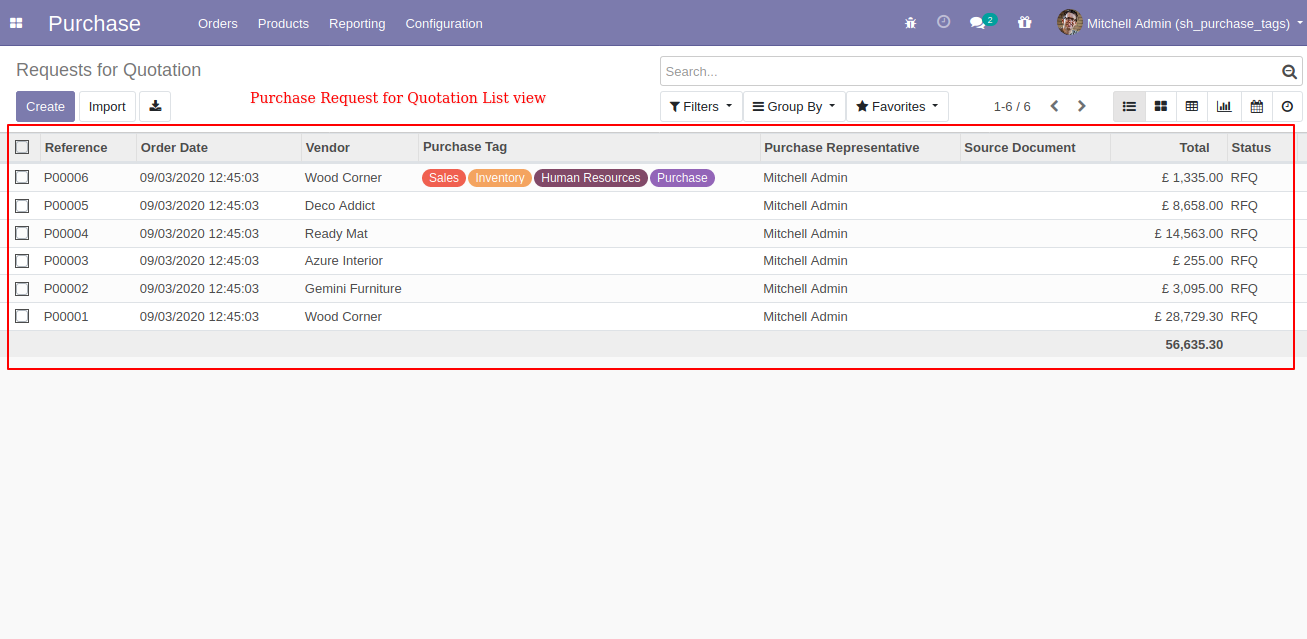 Purchase Orders Products Reporting Configuration 2 Mitchell Admin (sh_purchase_tags)
Requests for Quotation Search...
Create Import Purchase Request for Quotation List view Filters Group By Favorites 1-6 / 6
Reference Order Date Vendor Purchase Tag Purchase Representative Source Document Total Status
P00006 09/03/2020 12:45:03 Wood Corner Sales Inventory Human Resources Purchase Mitchell Admin £ 1,335.00 RFQ
P00005 09/03/2020 12:45:03 Deco Addict Mitchell Admin £ 8,658.00 RFQ
P00004 09/03/2020 12:45:03 Ready Mat Mitchell Admin £ 14,563.00 RFQ
P00003 09/03/2020 12:45:03 Azure Interior Mitchell Admin £ 255.00 RFQ
P00002 09/03/2020 12:45:03 Gemini Furniture Mitchell Admin £ 3,095.00 RFQ
P00001 09/03/2020 12:45:03 Wood Corner Mitchell Admin £ 28,729.30 RFQ
56,635.30